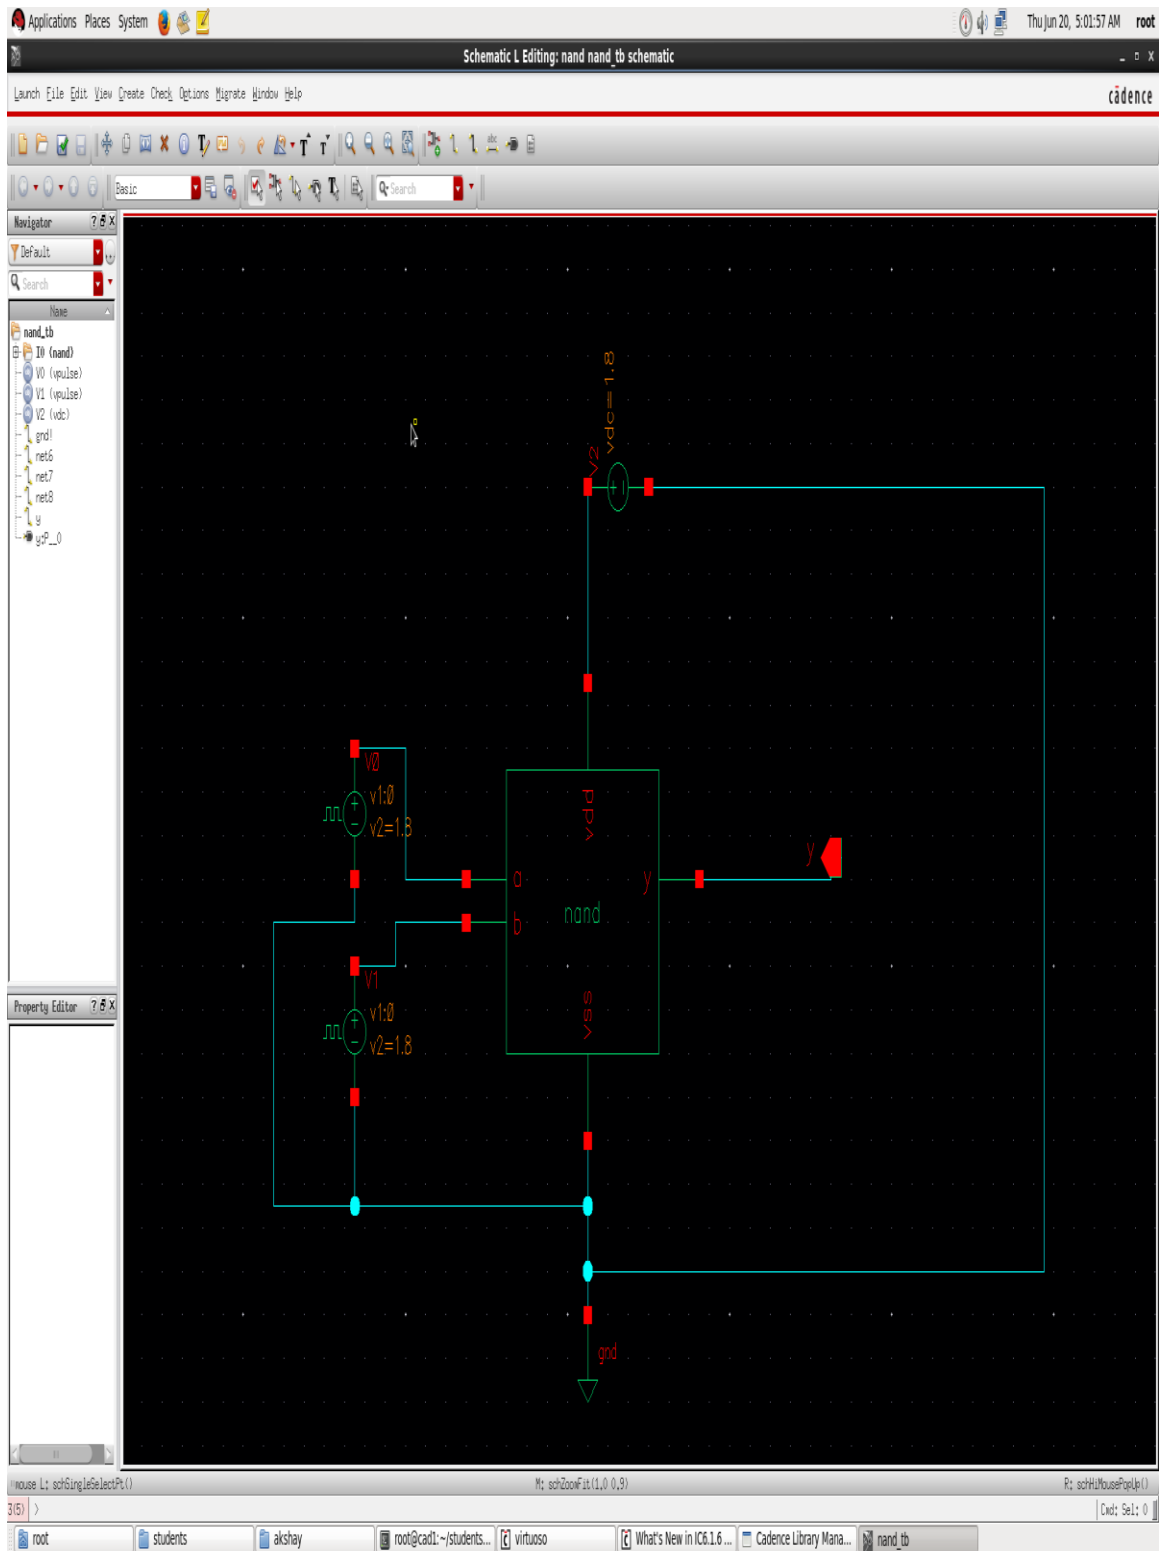 Applications Places System Thu Jun 20, 5:01:57 AM root
Schematic L Editing: nand nand_tb schematic
Launch File Edit View Create Check Options Migrate Window Help cādence
Basic Search
Navigator
Default
Search
Name
nand_tb
I0 (nand)
V0 (vpulse)
V1 (vpulse)
V2 (vdc)
gnd!
net6
net7
net8
y
y:P__0
vdc=1.8
V2
V0
v1:0
v2=1.8
vdd
y
a
y
nand
b
V1
v1:0
v2=1.8
vss
gnd
Property Editor
mouse L: schSingleSelectPt() M: schZoomFit(1.0 0.9) R: schHiMousePopUp()
3(5) > Cmd: Sel: 0
root students akshay root@cad1:~/students... virtuoso What's New in IC6.1.6 ... Cadence Library Mana... nand_tb